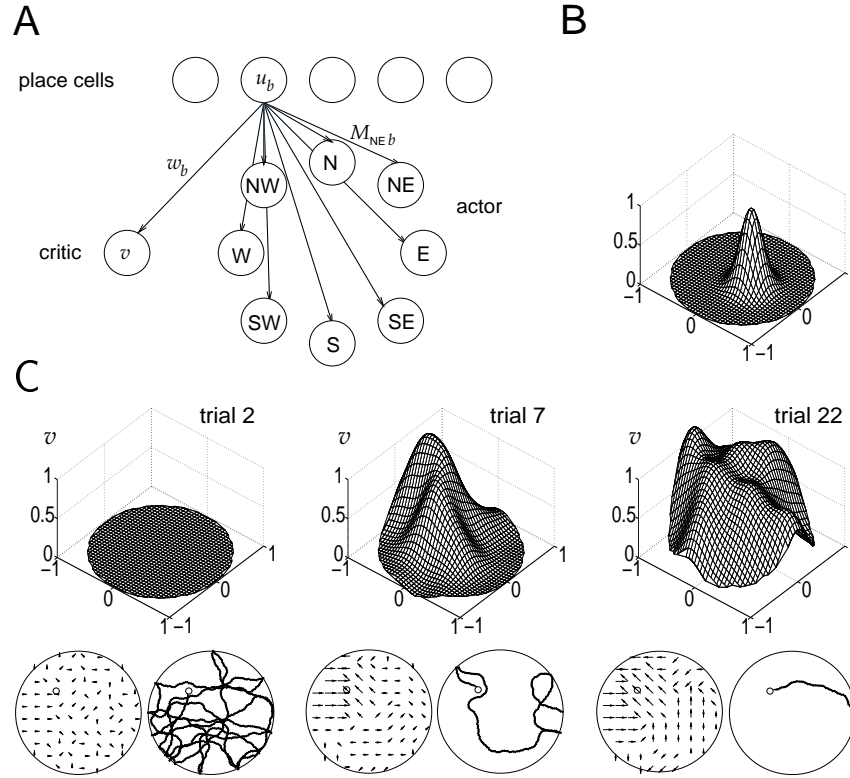 A
B
place cells
u_b
w_b
M_NE b
N
NW
NE
actor
critic
v
W
E
SW
S
SE
1
0.5
0
−1
0
1 −1
0
C
trial 2
v
1
0.5
0
−1
0
1 −1
0
1
trial 7
v
1
0.5
0
−1
0
1 −1
0
1
trial 22
v
1
0.5
0
−1
0
1 −1
0